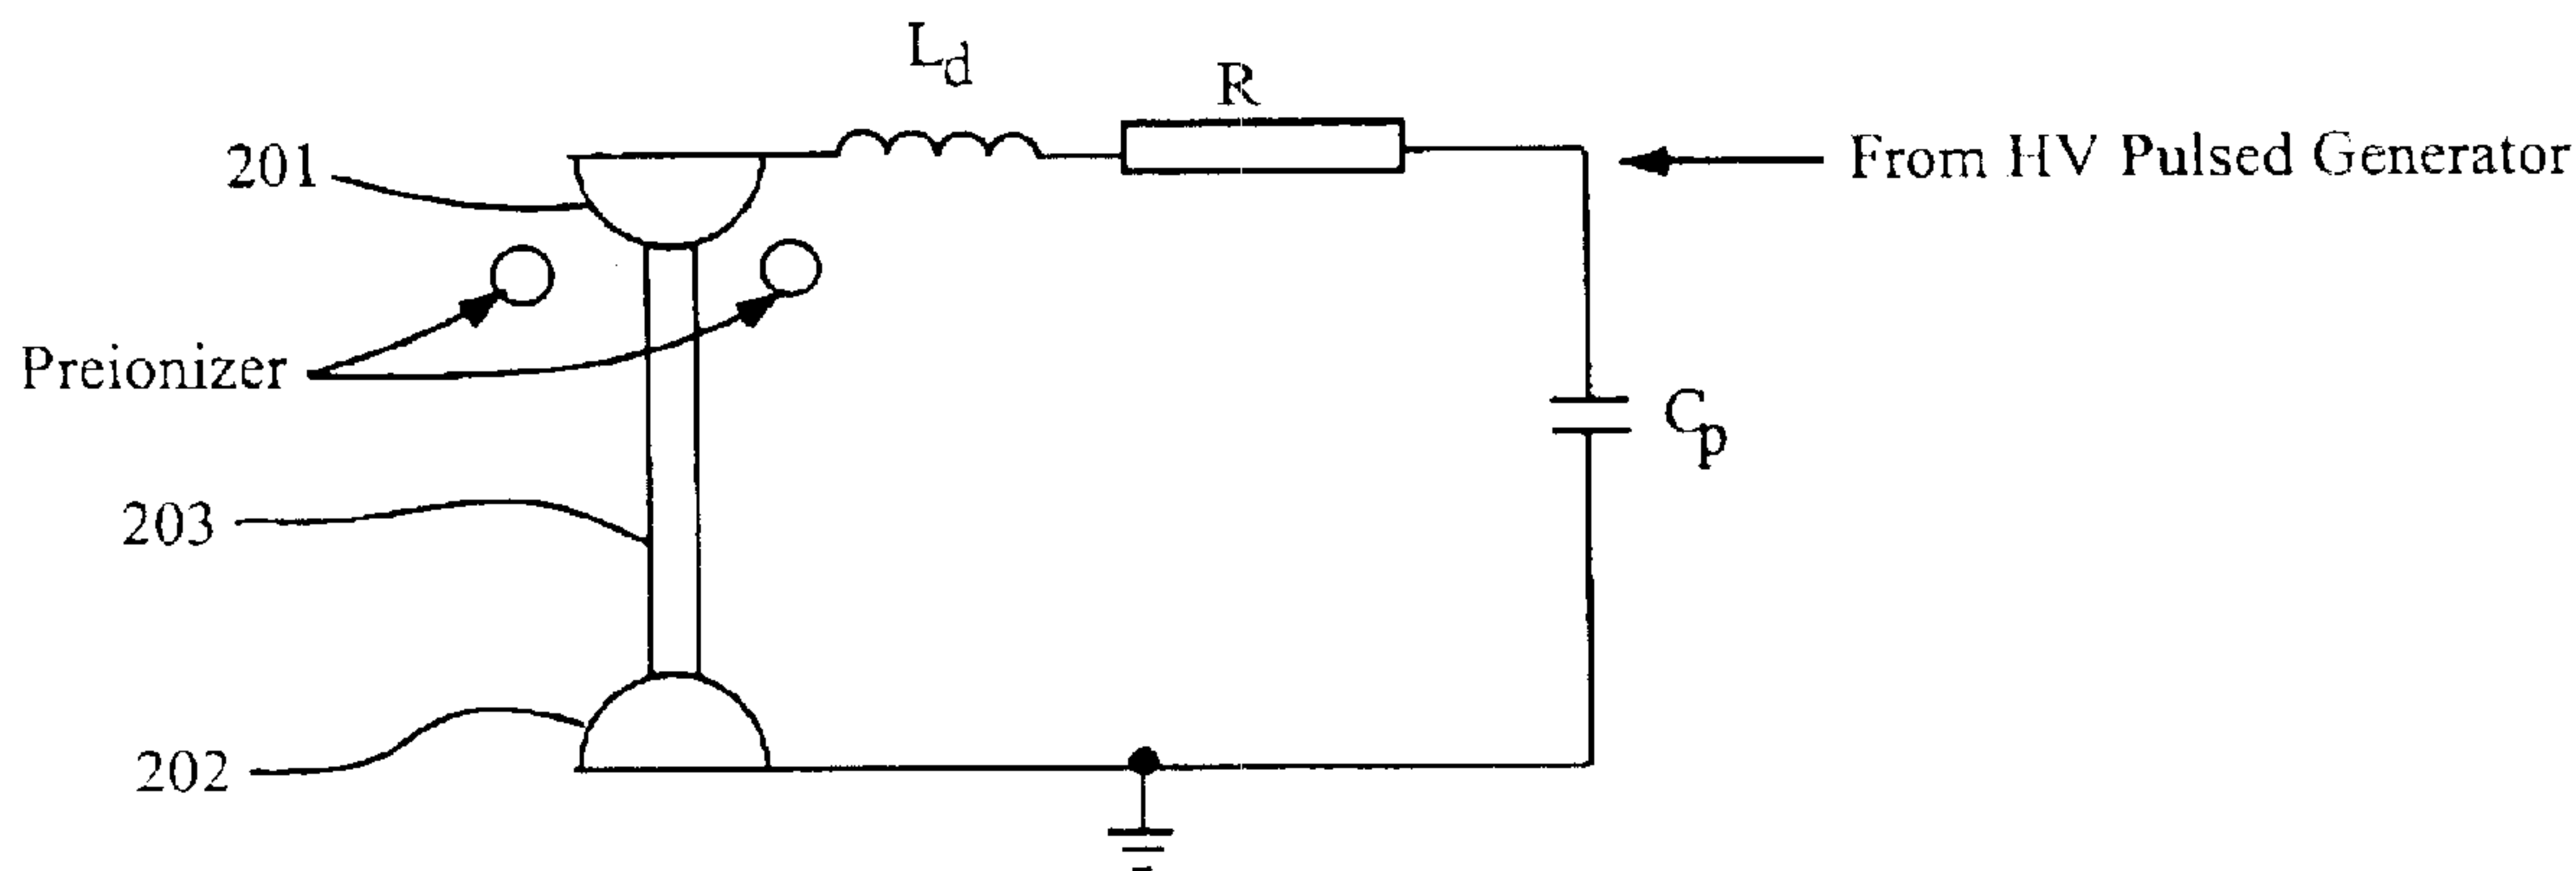 L_d
R
From HV Pulsed Generator
201
Preionizer
C_p
203
202